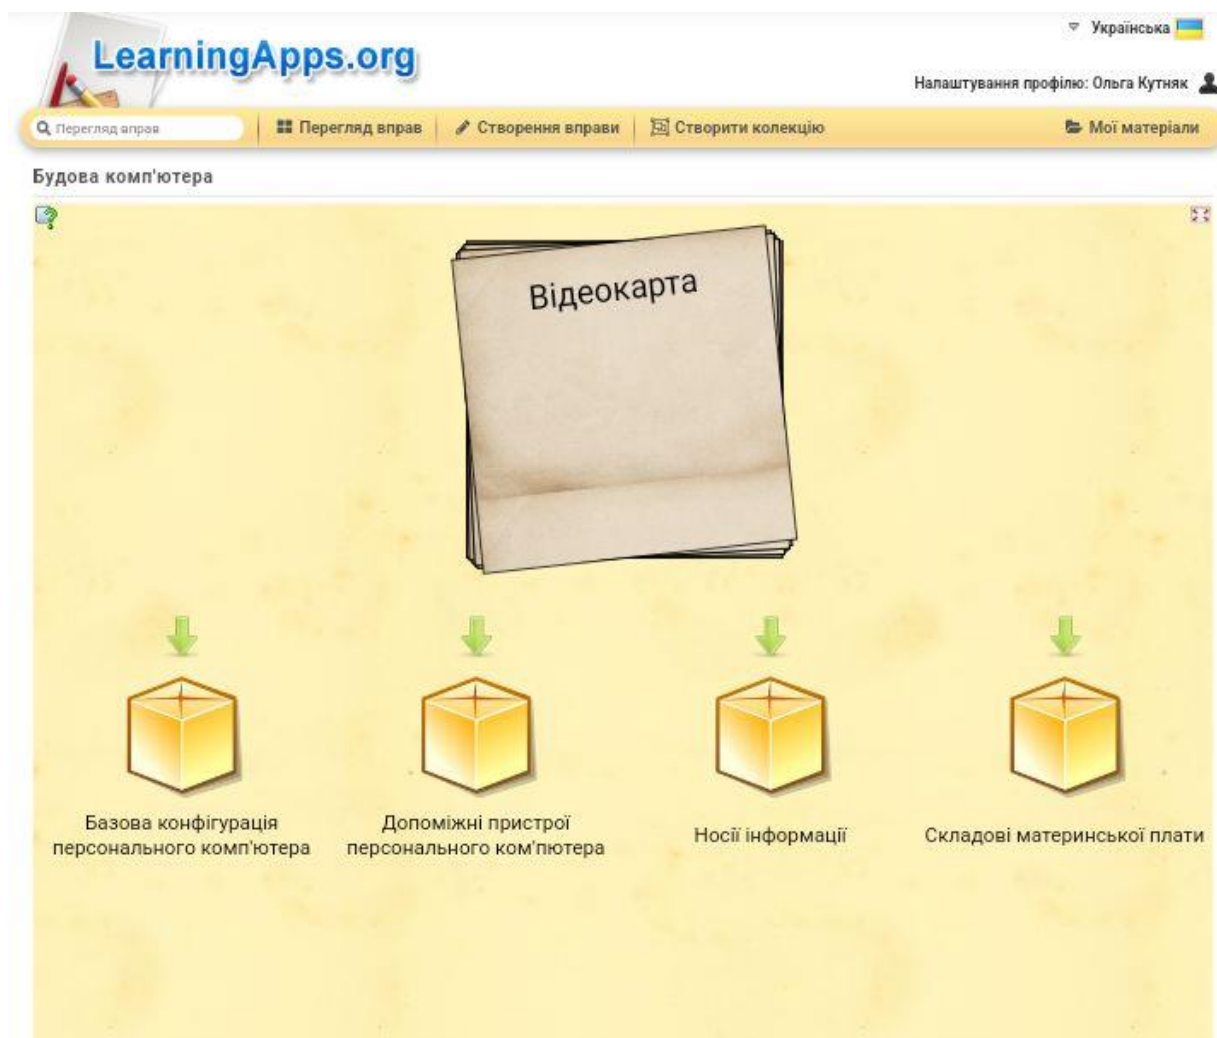 Українська
LearningApps.org
Налаштування профілю: Ольга Кутняк
Перегляд вправ
Перегляд вправ
Створення вправи
Створити колекцію
Мої матеріали
Будова комп'ютера
Відеокарта
Базова конфігурація
персонального комп'ютера
Допоміжні пристрої
персонального ком'пютера
Носії інформації
Складові материнської плати